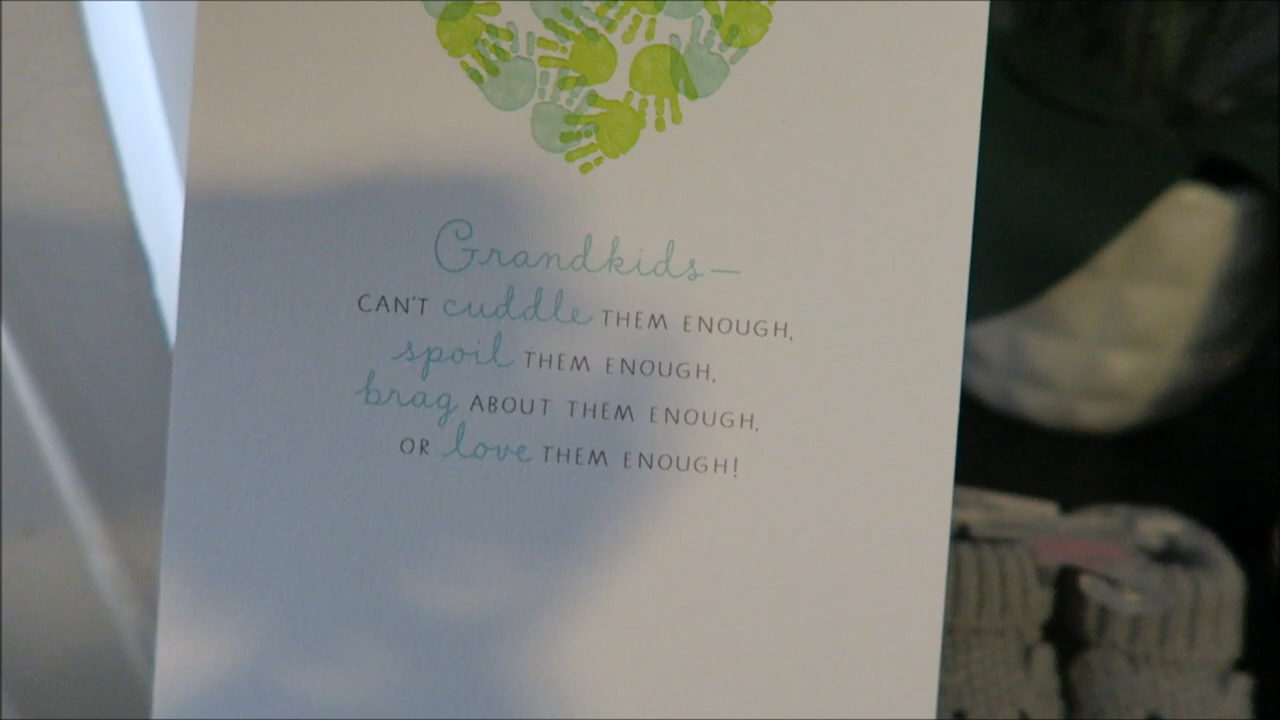 Grandkids—
CAN'T cuddle THEM ENOUGH,
spoil THEM ENOUGH,
brag ABOUT THEM ENOUGH,
OR love THEM ENOUGH!